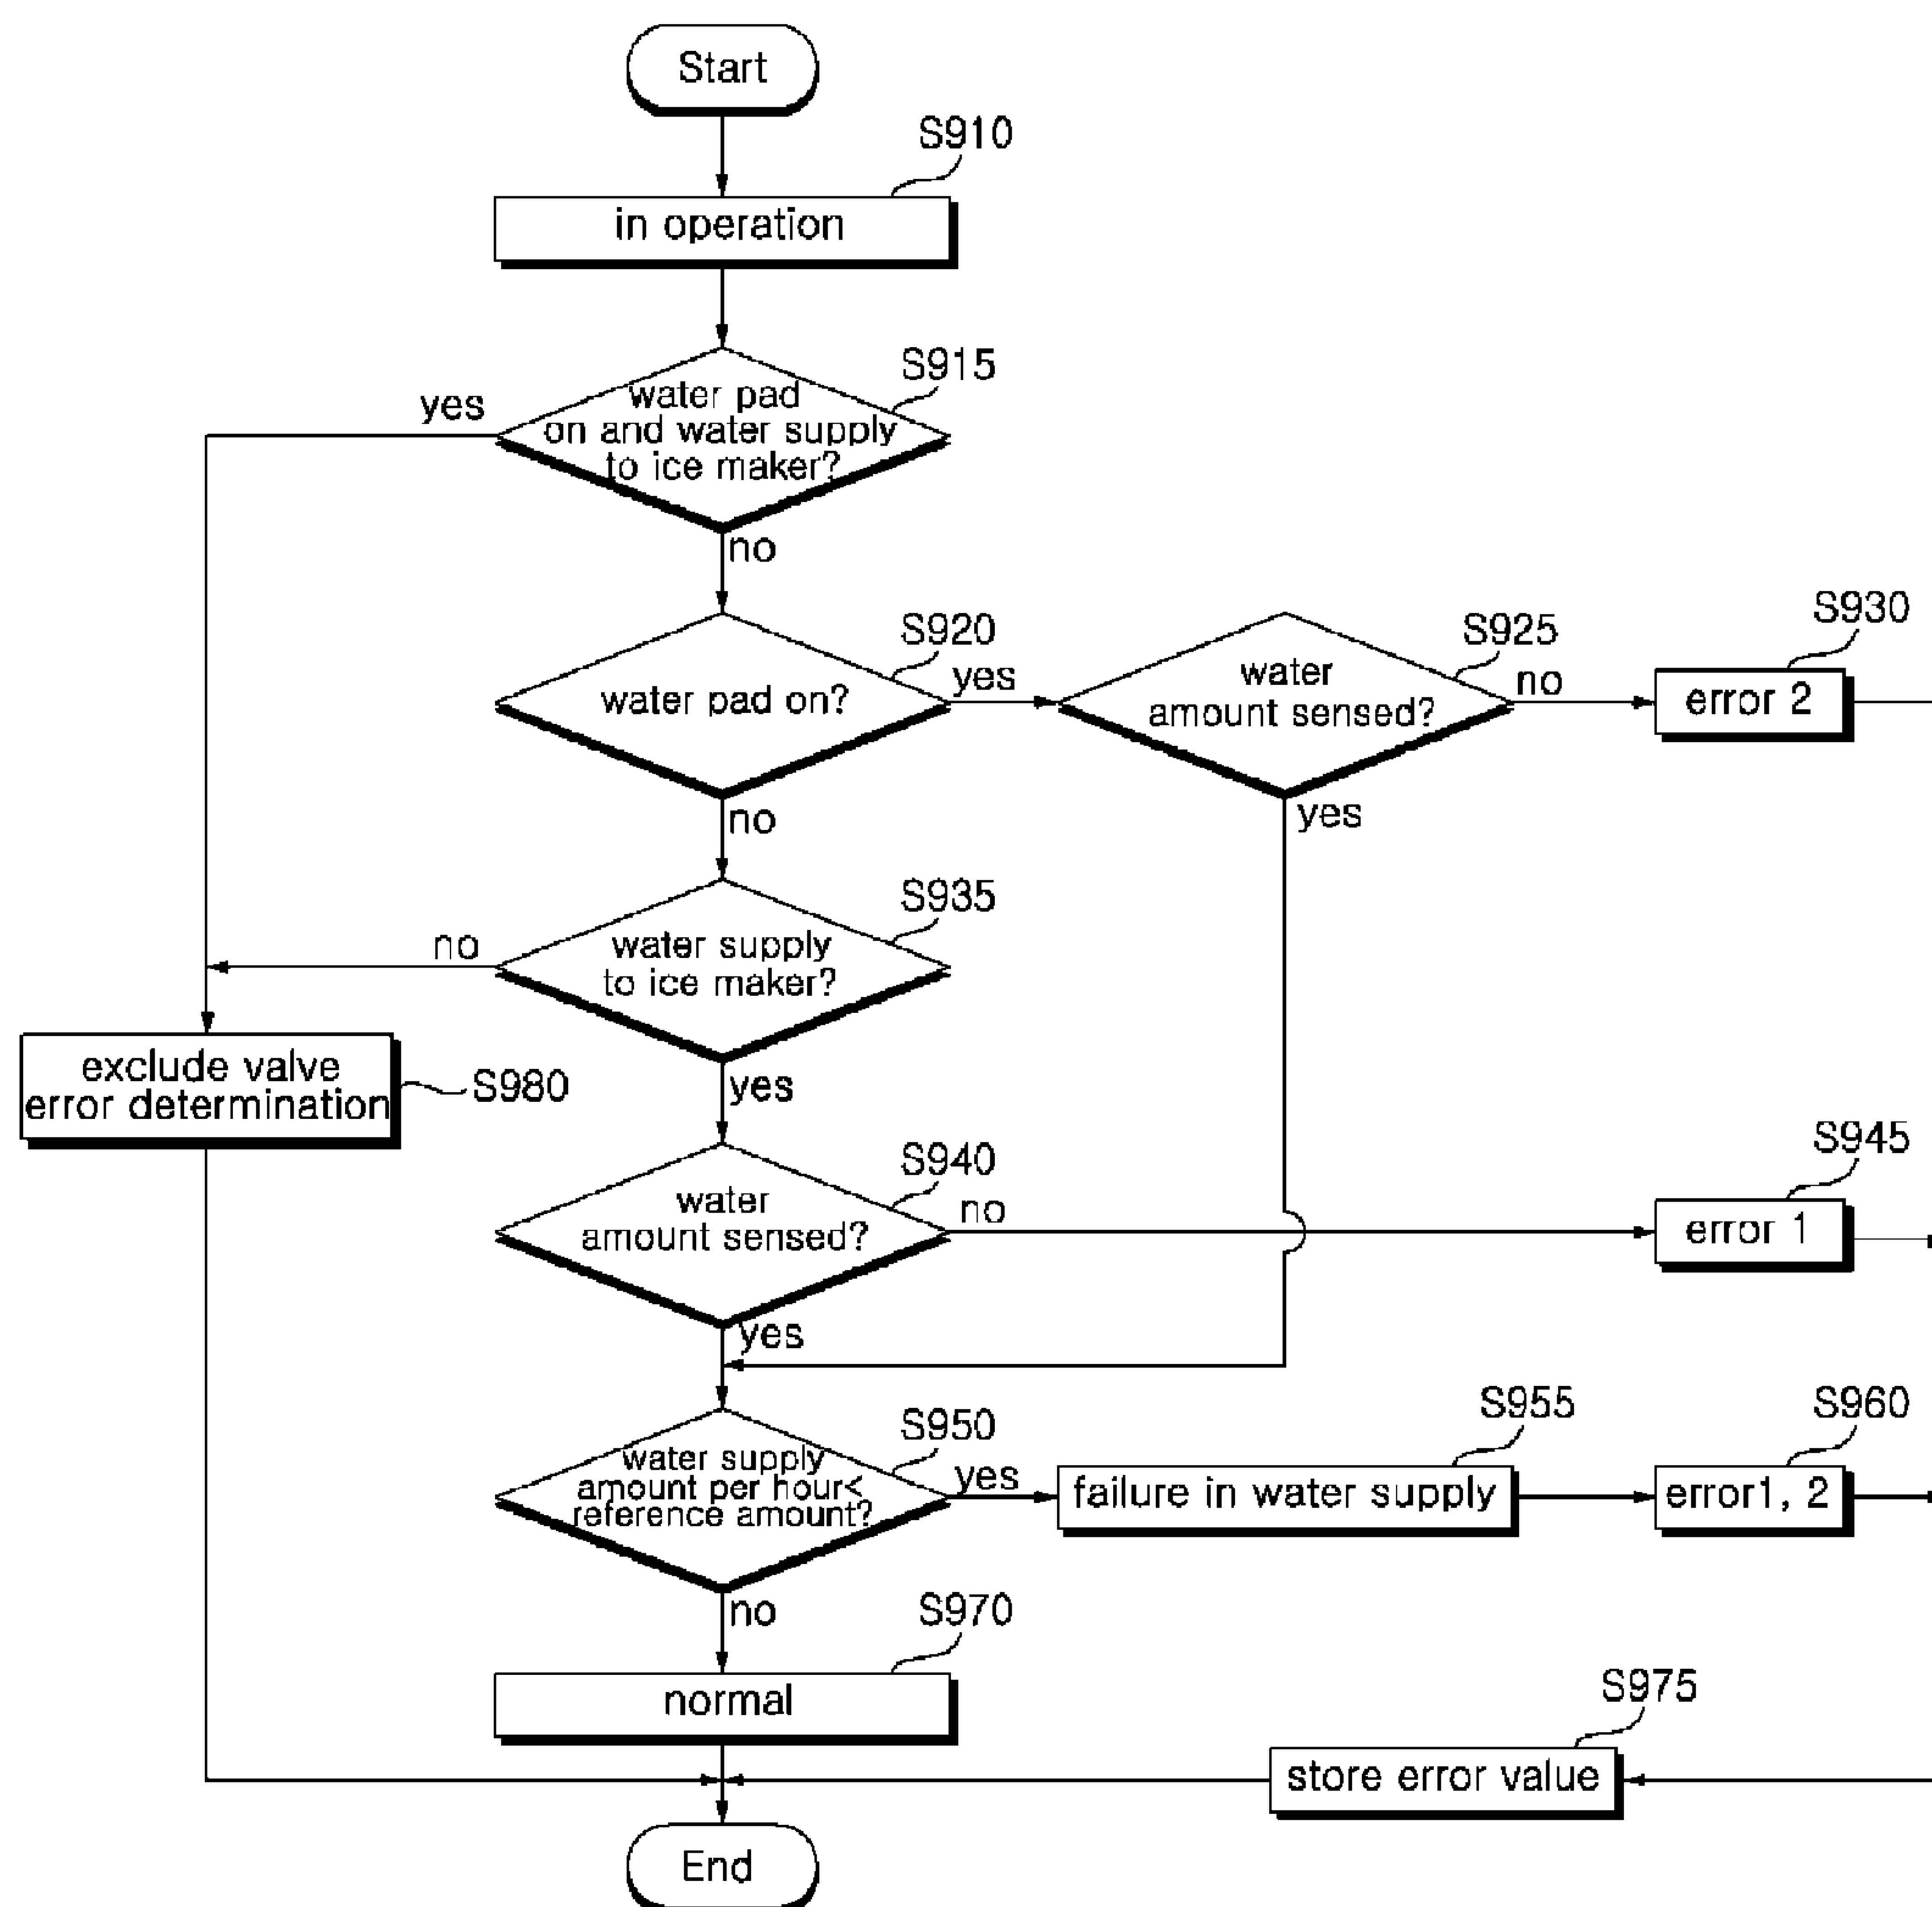 Start
S910
in operation
S915
yes
water pad
on and water supply
to ice maker?
no
S920
water pad on?
yes
S925
water
amount sensed?
no
S930
error 2
no
yes
S935
no
water supply
to ice maker?
exclude valve
error determination
S980
yes
S940
water
amount sensed?
no
S945
error 1
yes
S950
water supply
amount per hour<
reference amount?
yes
S955
failure in water supply
S960
error1, 2
no
S970
normal
S975
store error value
End